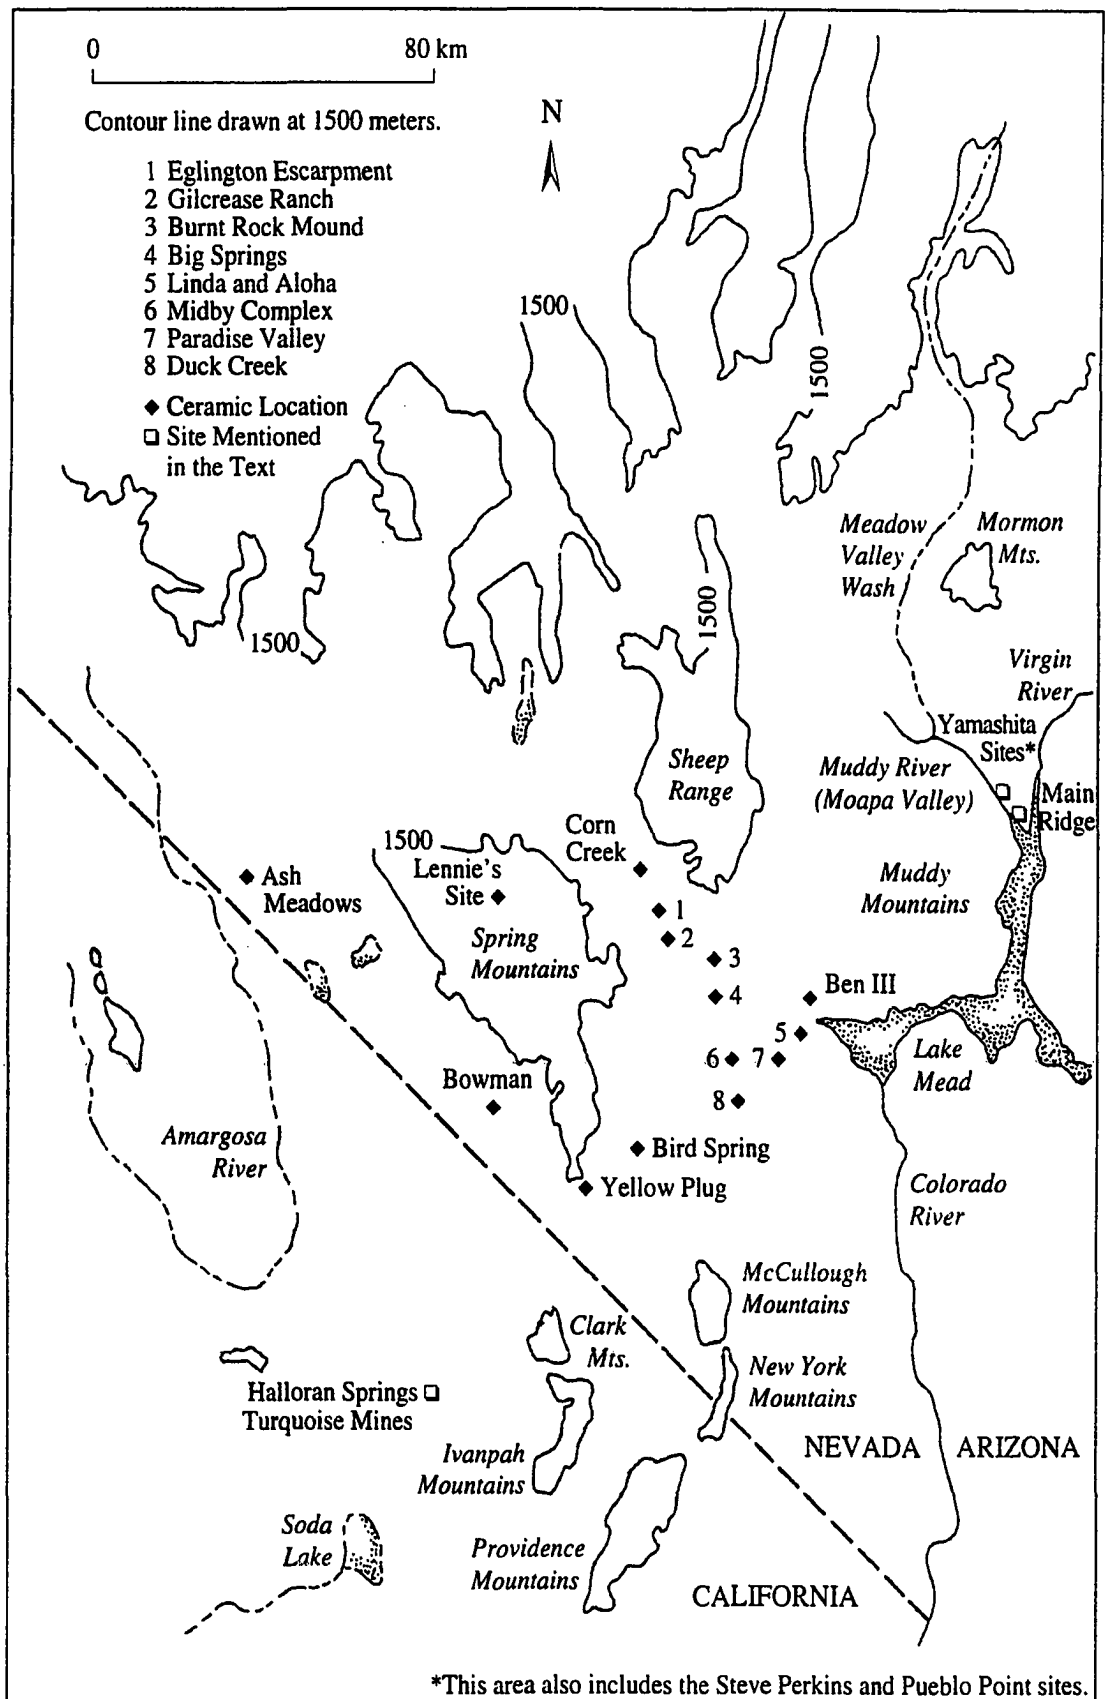 0 80 km
Contour line drawn at 1500 meters.
N
1 Eglington Escarpment
2 Gilcrease Ranch
3 Burnt Rock Mound
4 Big Springs
5 Linda and Aloha
6 Midby Complex
7 Paradise Valley
8 Duck Creek
Ceramic Location
Site Mentioned
in the Text
1500
1500
1500
1500
1500
Meadow
Valley
Wash
Mormon
Mts.
Virgin
River
Yamashita
Sites*
Muddy River
(Moapa Valley)
Main
Ridge
Sheep
Range
Corn
Creek
Lennie's
Site
Spring
Mountains
Ash
Meadows
Muddy
Mountains
1
2
3
4
Ben III
5
6
7
8
Lake
Mead
Bowman
Amargosa
River
Bird Spring
Yellow Plug
Colorado
River
McCullough
Mountains
Clark
Mts.
New York
Mountains
Halloran Springs
Turquoise Mines
Ivanpah
Mountains
NEVADA
ARIZONA
Soda
Lake
Providence
Mountains
CALIFORNIA
*This area also includes the Steve Perkins and Pueblo Point sites.